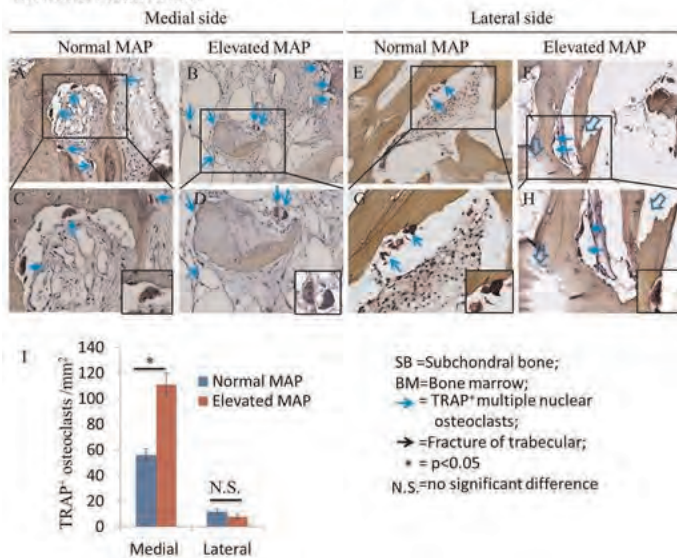 Medial side Lateral side
Normal MAP Elevated MAP Normal MAP Elevated MAP
A B E F
C D G H
I
TRAP⁺ osteoclasts /mm²
140
120
100
80
60
40
20
0
*
N.S.
Normal MAP
Elevated MAP
Medial Lateral
SB =Subchondral bone;
BM=Bone marrow;
= TRAP⁺multiple nuclear
osteoclasts;
=Fracture of trabecular;
* = p<0.05
N.S.=no significant difference